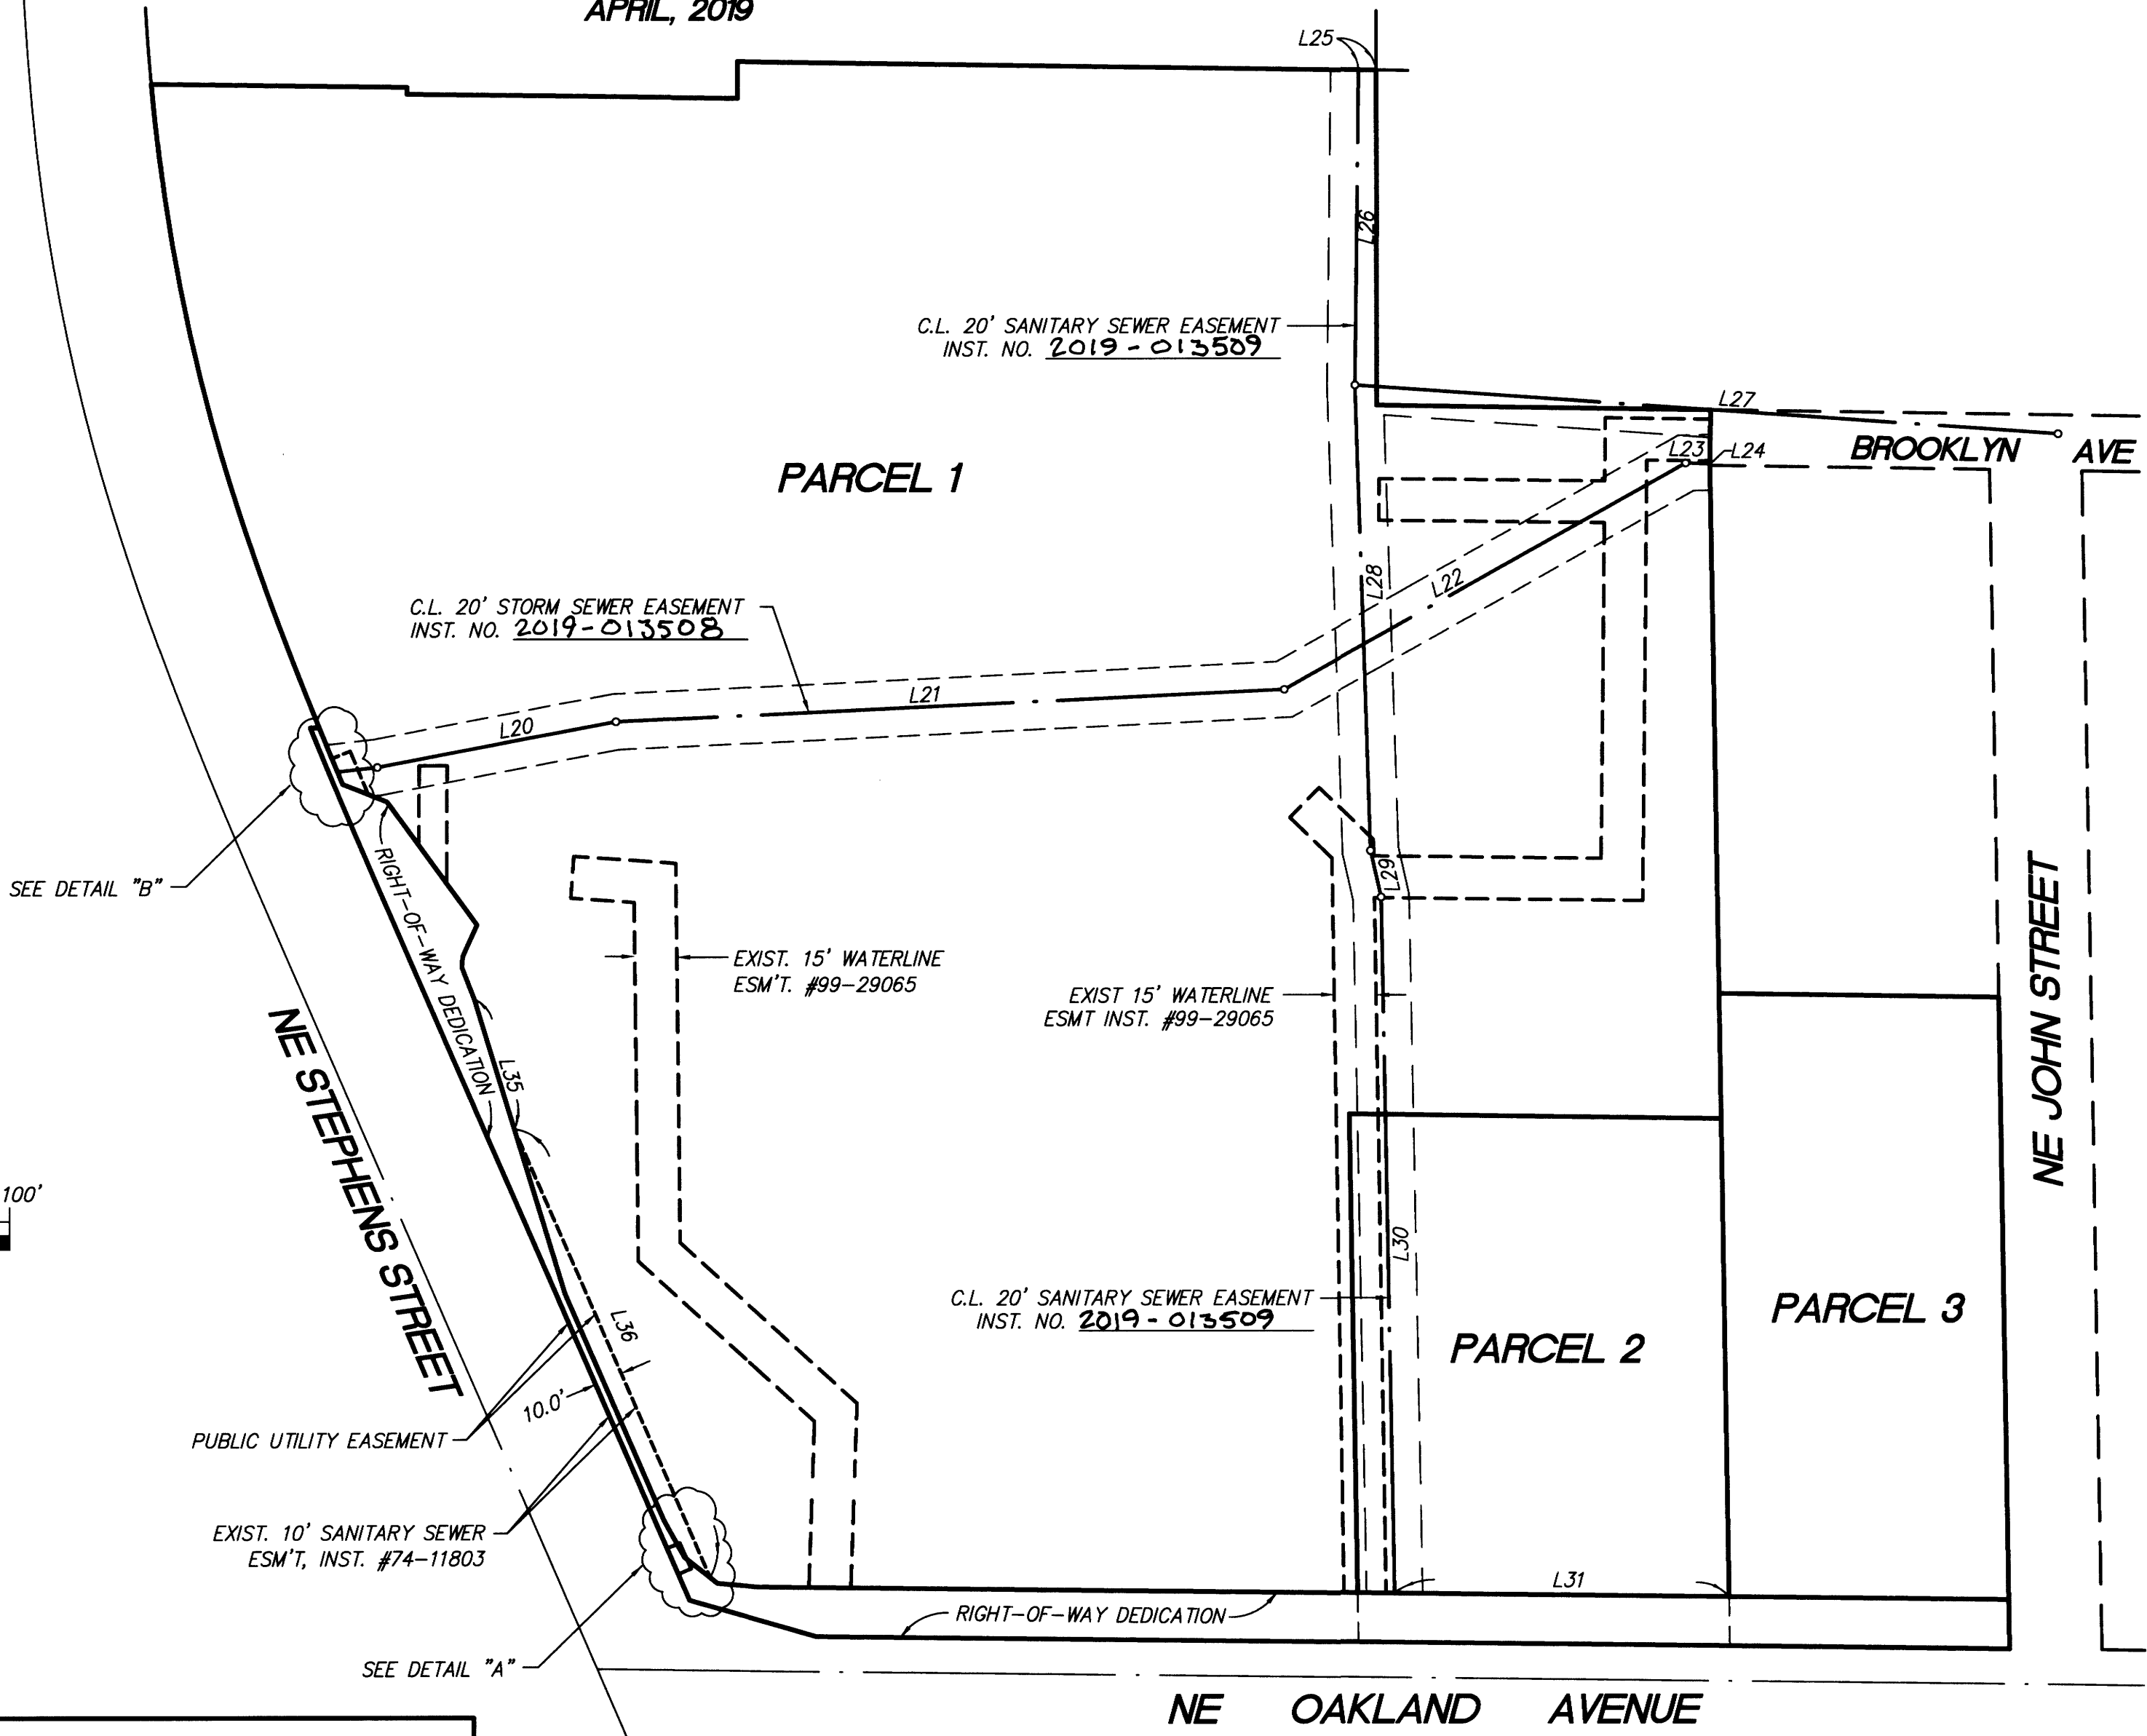 APRIL, 2019
L25
L26
C.L. 20' SANITARY SEWER EASEMENT
INST. NO. 2019-013509
L27
BROOKLYN AVE
L23
L24
PARCEL 1
L28
L22
C.L. 20' STORM SEWER EASEMENT
INST. NO. 2019-013508
L21
L20
SEE DETAIL "B"
RIGHT-OF-WAY DEDICATION
L29
EXIST. 15' WATERLINE
ESM'T. #99-29065
EXIST 15' WATERLINE
ESMT INST. #99-29065
NE JOHN STREET
L35
NE STEPHENS STREET
100'
L30
C.L. 20' SANITARY SEWER EASEMENT
INST. NO. 2019-013509
PARCEL 3
PARCEL 2
L36
10.0'
PUBLIC UTILITY EASEMENT
EXIST. 10' SANITARY SEWER
ESM'T, INST. #74-11803
L31
RIGHT-OF-WAY DEDICATION
SEE DETAIL "A"
NE OAKLAND AVENUE